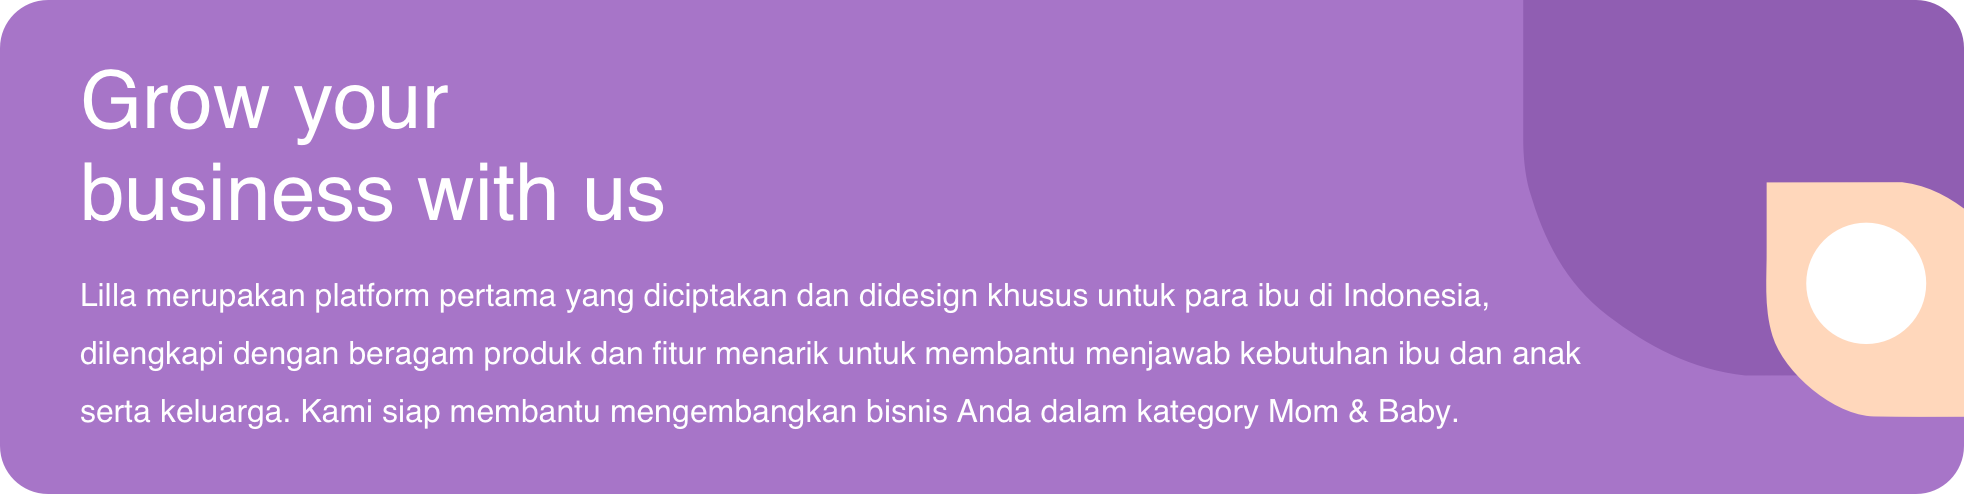 Grow your
business with us
Lilla merupakan platform pertama yang diciptakan dan didesign khusus untuk para ibu di Indonesia,
dilengkapi dengan beragam produk dan fitur menarik untuk membantu menjawab kebutuhan ibu dan anak
serta keluarga. Kami siap membantu mengembangkan bisnis Anda dalam kategory Mom & Baby.